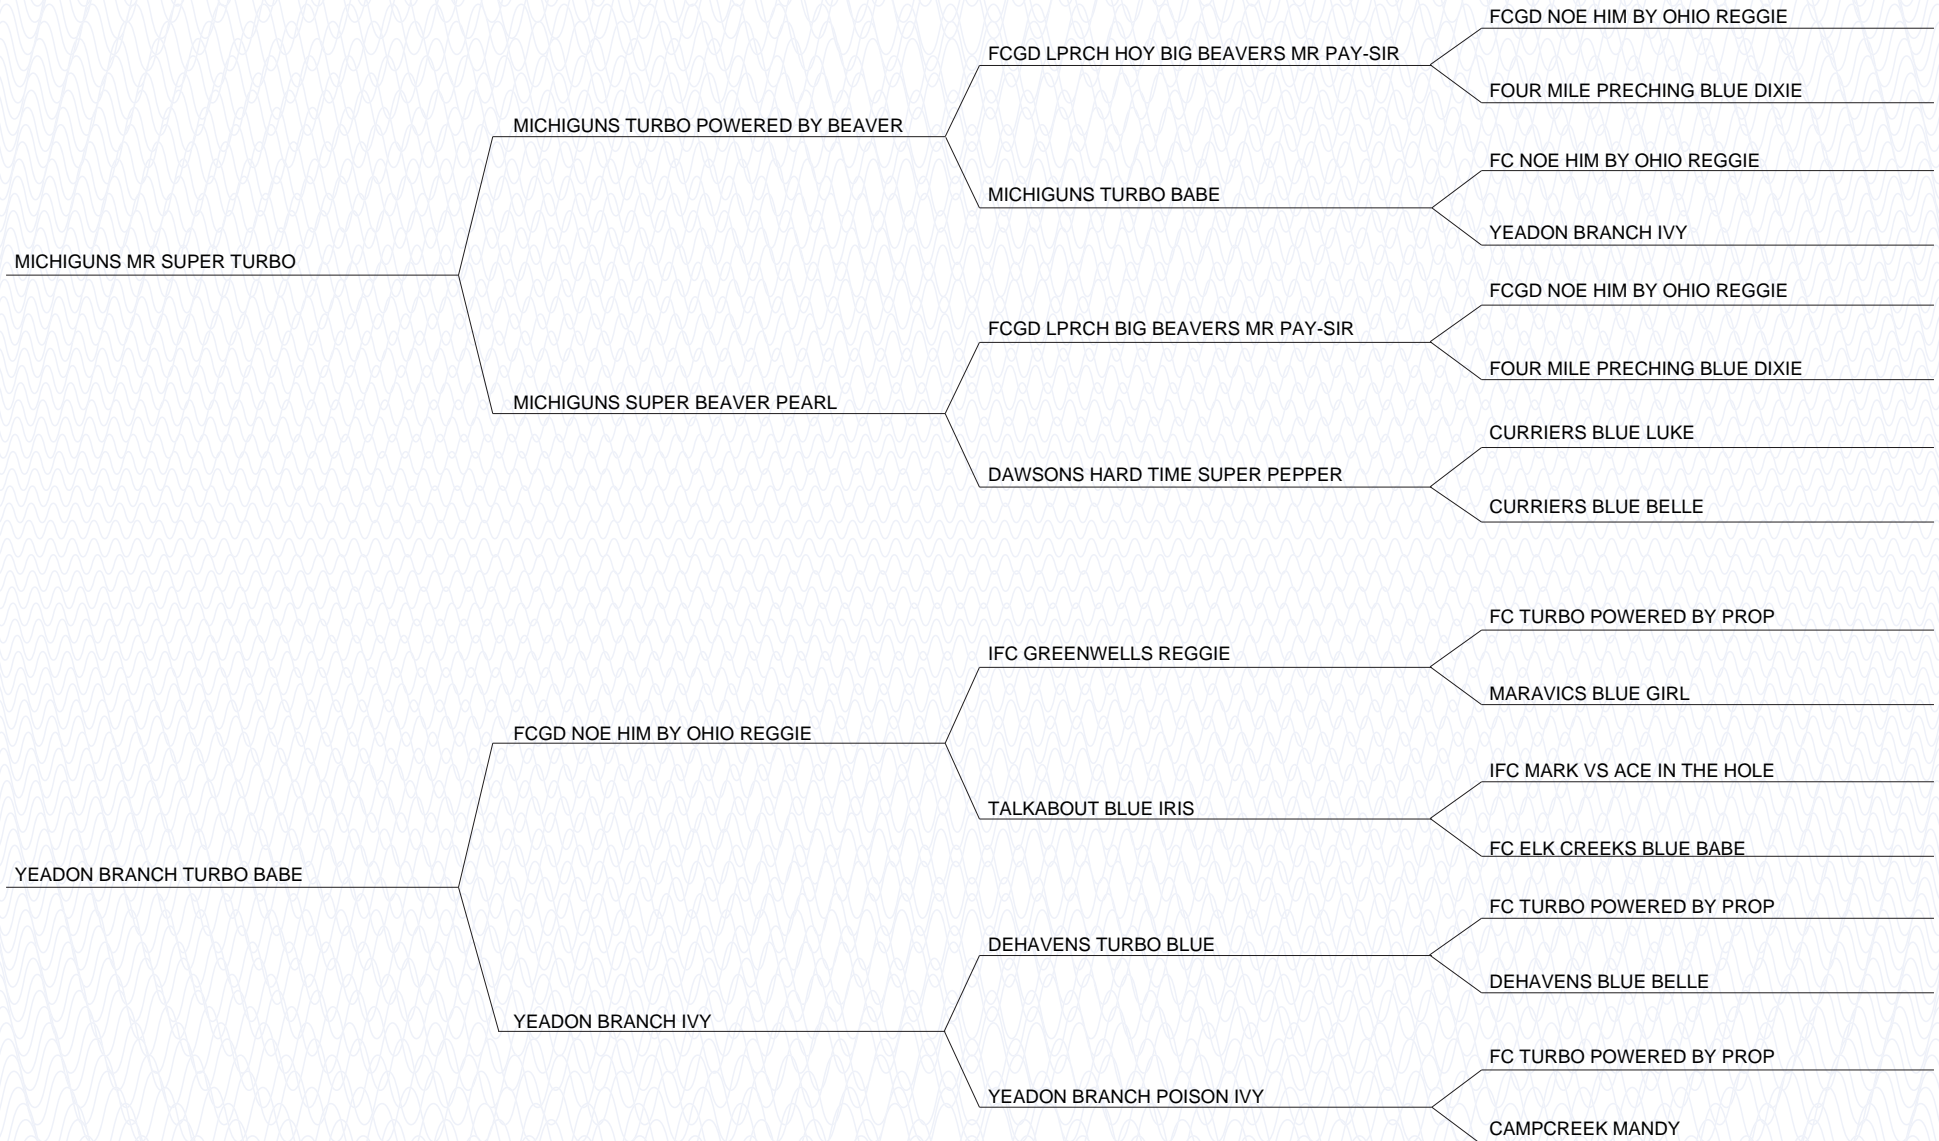 FCGD NOE HIM BY OHIO REGGIE
FCGD LPRCH HOY BIG BEAVERS MR PAY-SIR
FOUR MILE PRECHING BLUE DIXIE
MICHIGUNS TURBO POWERED BY BEAVER
FC NOE HIM BY OHIO REGGIE
MICHIGUNS TURBO BABE
YEADON BRANCH IVY
MICHIGUNS MR SUPER TURBO
FCGD NOE HIM BY OHIO REGGIE
FCGD LPRCH BIG BEAVERS MR PAY-SIR
FOUR MILE PRECHING BLUE DIXIE
MICHIGUNS SUPER BEAVER PEARL
CURRIERS BLUE LUKE
DAWSONS HARD TIME SUPER PEPPER
CURRIERS BLUE BELLE
FC TURBO POWERED BY PROP
IFC GREENWELLS REGGIE
MARAVICS BLUE GIRL
FCGD NOE HIM BY OHIO REGGIE
IFC MARK VS ACE IN THE HOLE
TALKABOUT BLUE IRIS
FC ELK CREEKS BLUE BABE
YEADON BRANCH TURBO BABE
FC TURBO POWERED BY PROP
DEHAVENS TURBO BLUE
DEHAVENS BLUE BELLE
YEADON BRANCH IVY
FC TURBO POWERED BY PROP
YEADON BRANCH POISON IVY
CAMPCREEK MANDY